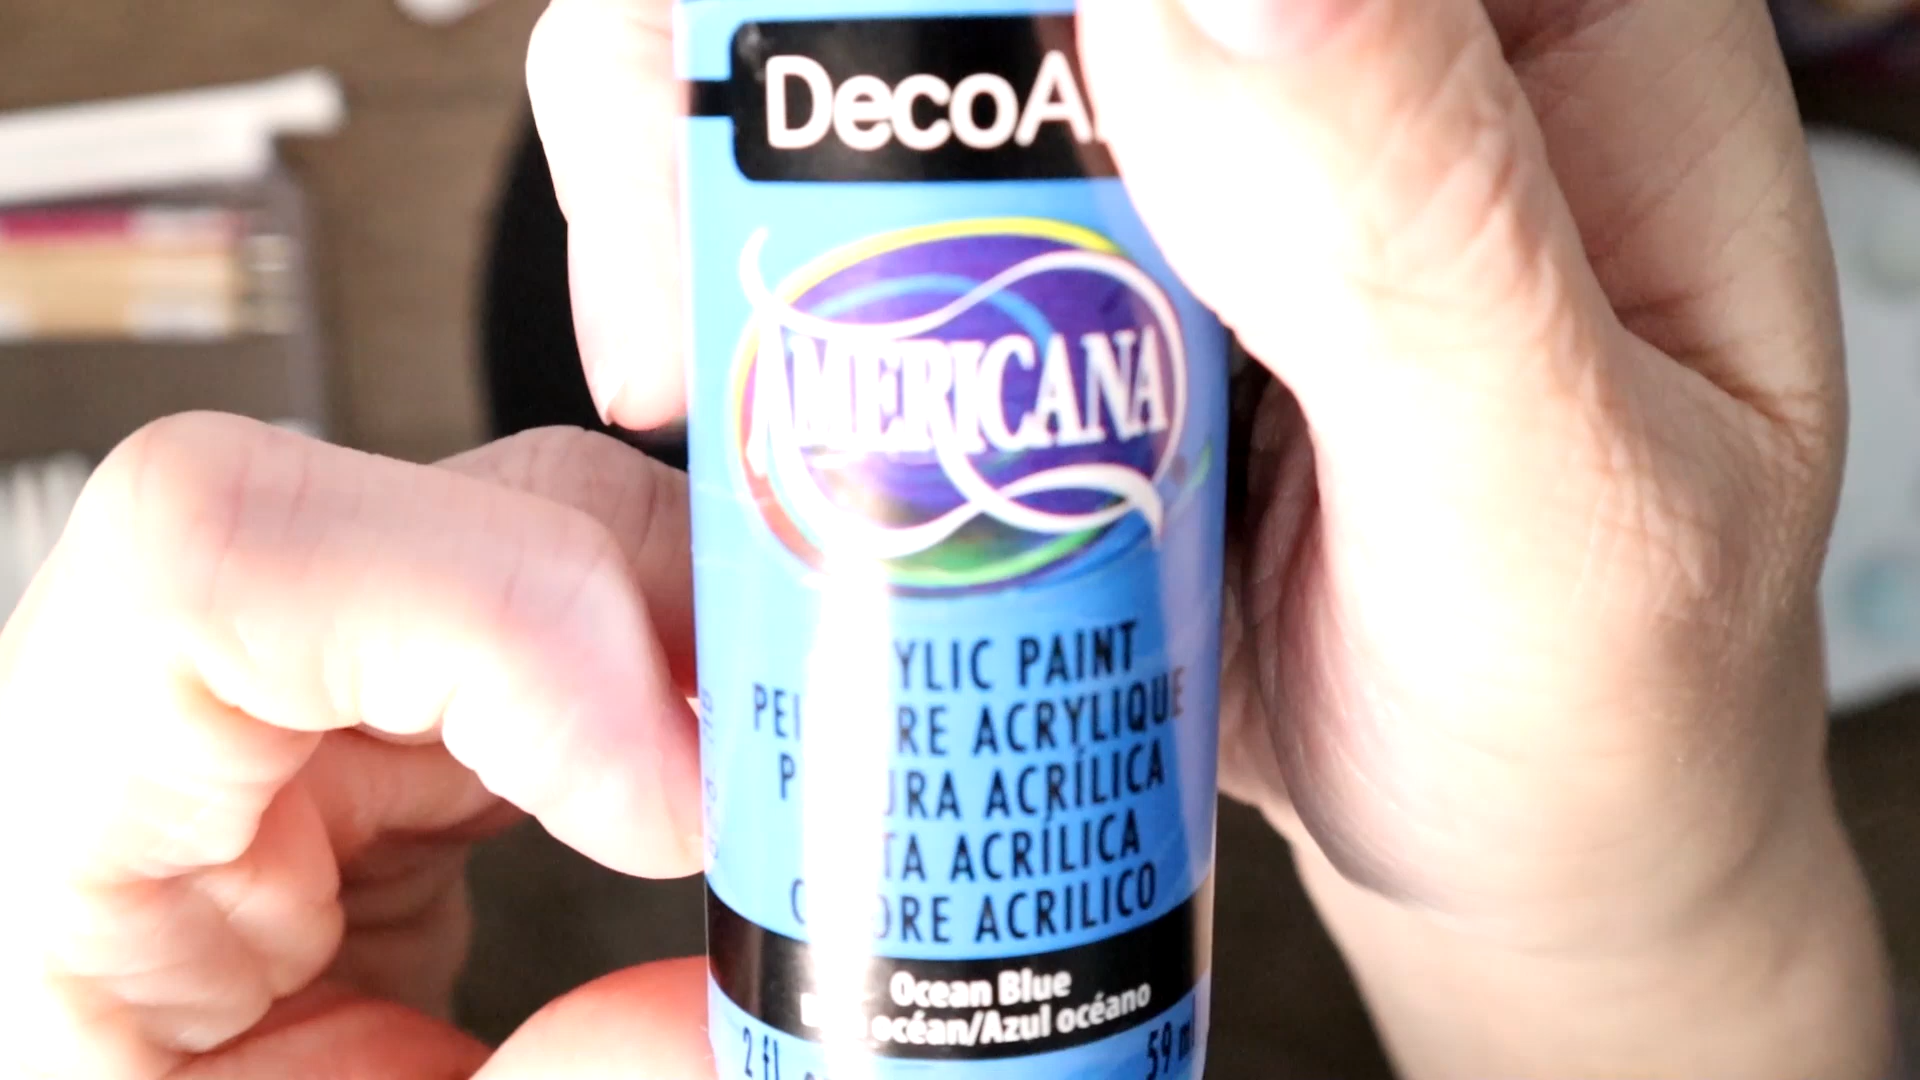 DecoA
AMERICANA
YLIC PAINT
PEI RE ACRYLIQUE
P URA ACRÍLICA
TA ACRÍLICA
C ORE ACRILICO
Ocean Blue
océan/Azul océano
2 fl 59 ml